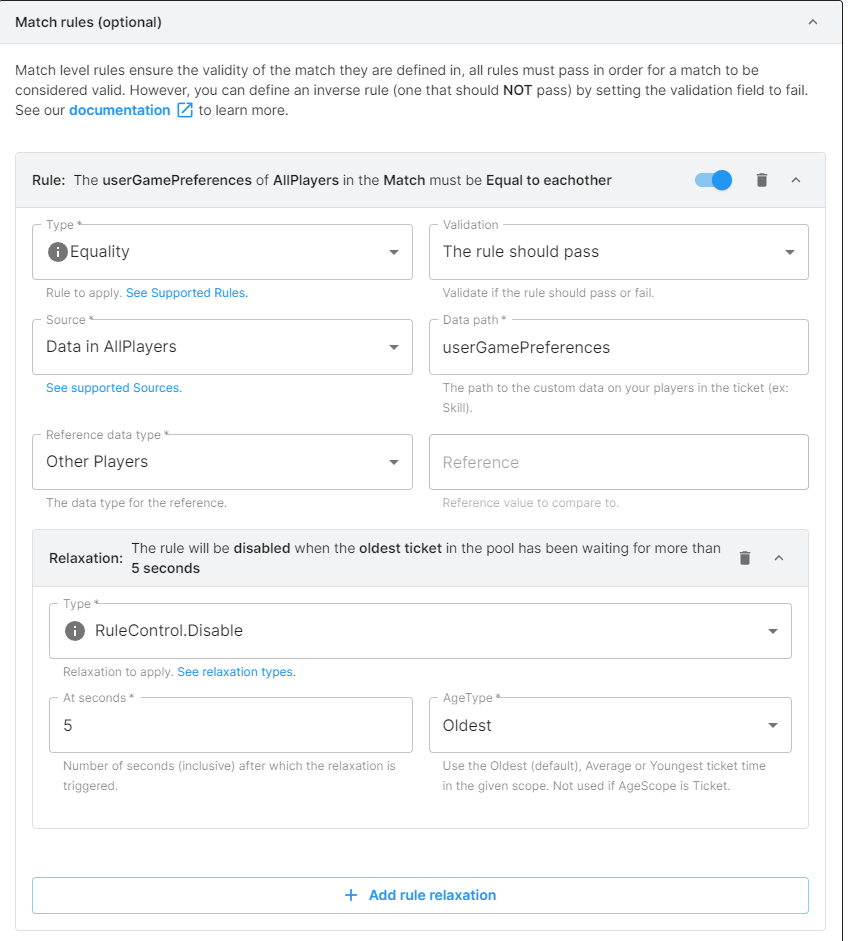 Match rules (optional)
Match level rules ensure the validity of the match they are defined in, all rules must pass in order for a match to be
considered valid. However, you can define an inverse rule (one that should NOT pass) by setting the validation field to fail.
See our documentation to learn more.
Rule: The userGamePreferences of AllPlayers in the Match must be Equal to eachother
Type *
Equality
Rule to apply. See Supported Rules.
Validation
The rule should pass
Validate if the rule should pass or fail.
Source *
Data in AllPlayers
See supported Sources.
Data path *
userGamePreferences
The path to the custom data on your players in the ticket (ex:
Skill).
Reference data type *
Other Players
The data type for the reference.
Reference
Reference value to compare to.
Relaxation: The rule will be disabled when the oldest ticket in the pool has been waiting for more than
5 seconds
Type *
RuleControl.Disable
Relaxation to apply. See relaxation types.
At seconds *
5
Number of seconds (inclusive) after which the relaxation is
triggered.
AgeType *
Oldest
Use the Oldest (default), Average or Youngest ticket time
in the given scope. Not used if AgeScope is Ticket.
+ Add rule relaxation